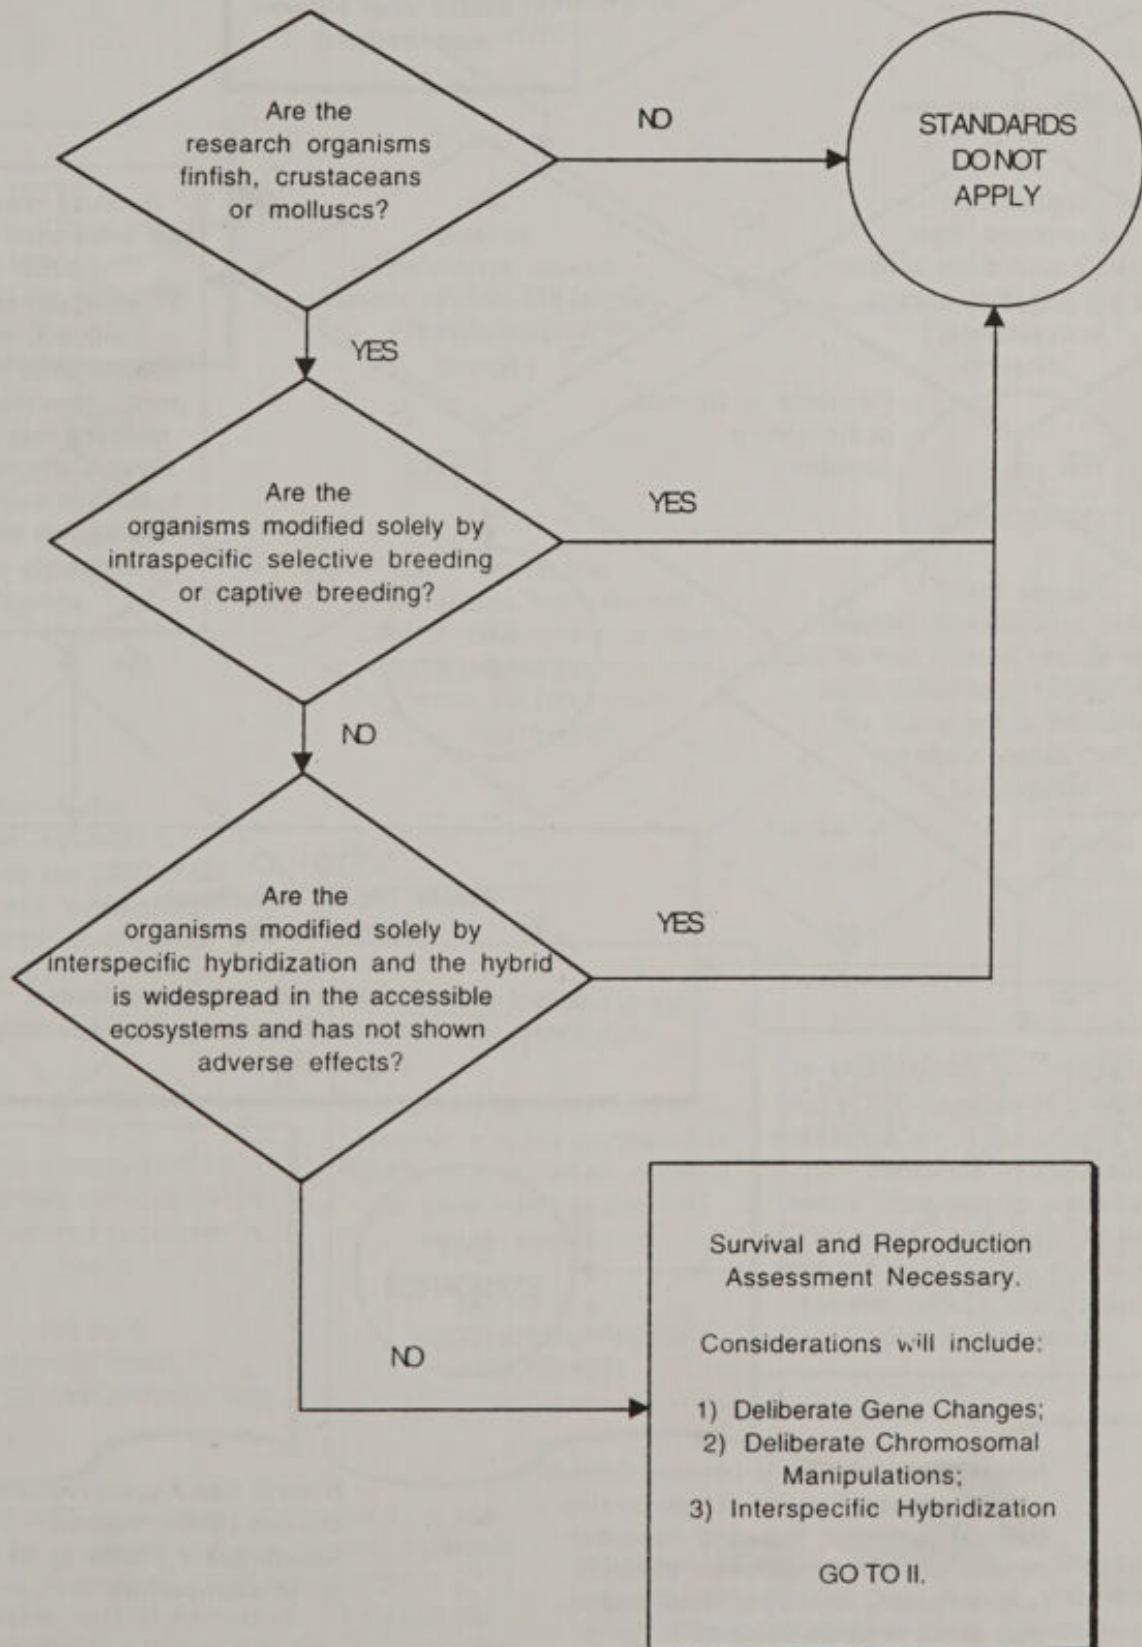 Are the
research organisms
finfish, crustaceans
or molluscs?
NO
STANDARDS
DO NOT
APPLY
YES
Are the
organisms modified solely by
intraspecific selective breeding
or captive breeding?
YES
NO
Are the
organisms modified solely by
interspecific hybridization and the hybrid
is widespread in the accessible
ecosystems and has not shown
adverse effects?
YES
NO
Survival and Reproduction
Assessment Necessary.
Considerations will include:
1) Deliberate Gene Changes;
2) Deliberate Chromosomal
Manipulations;
3) Interspecific Hybridization
GO TO II.